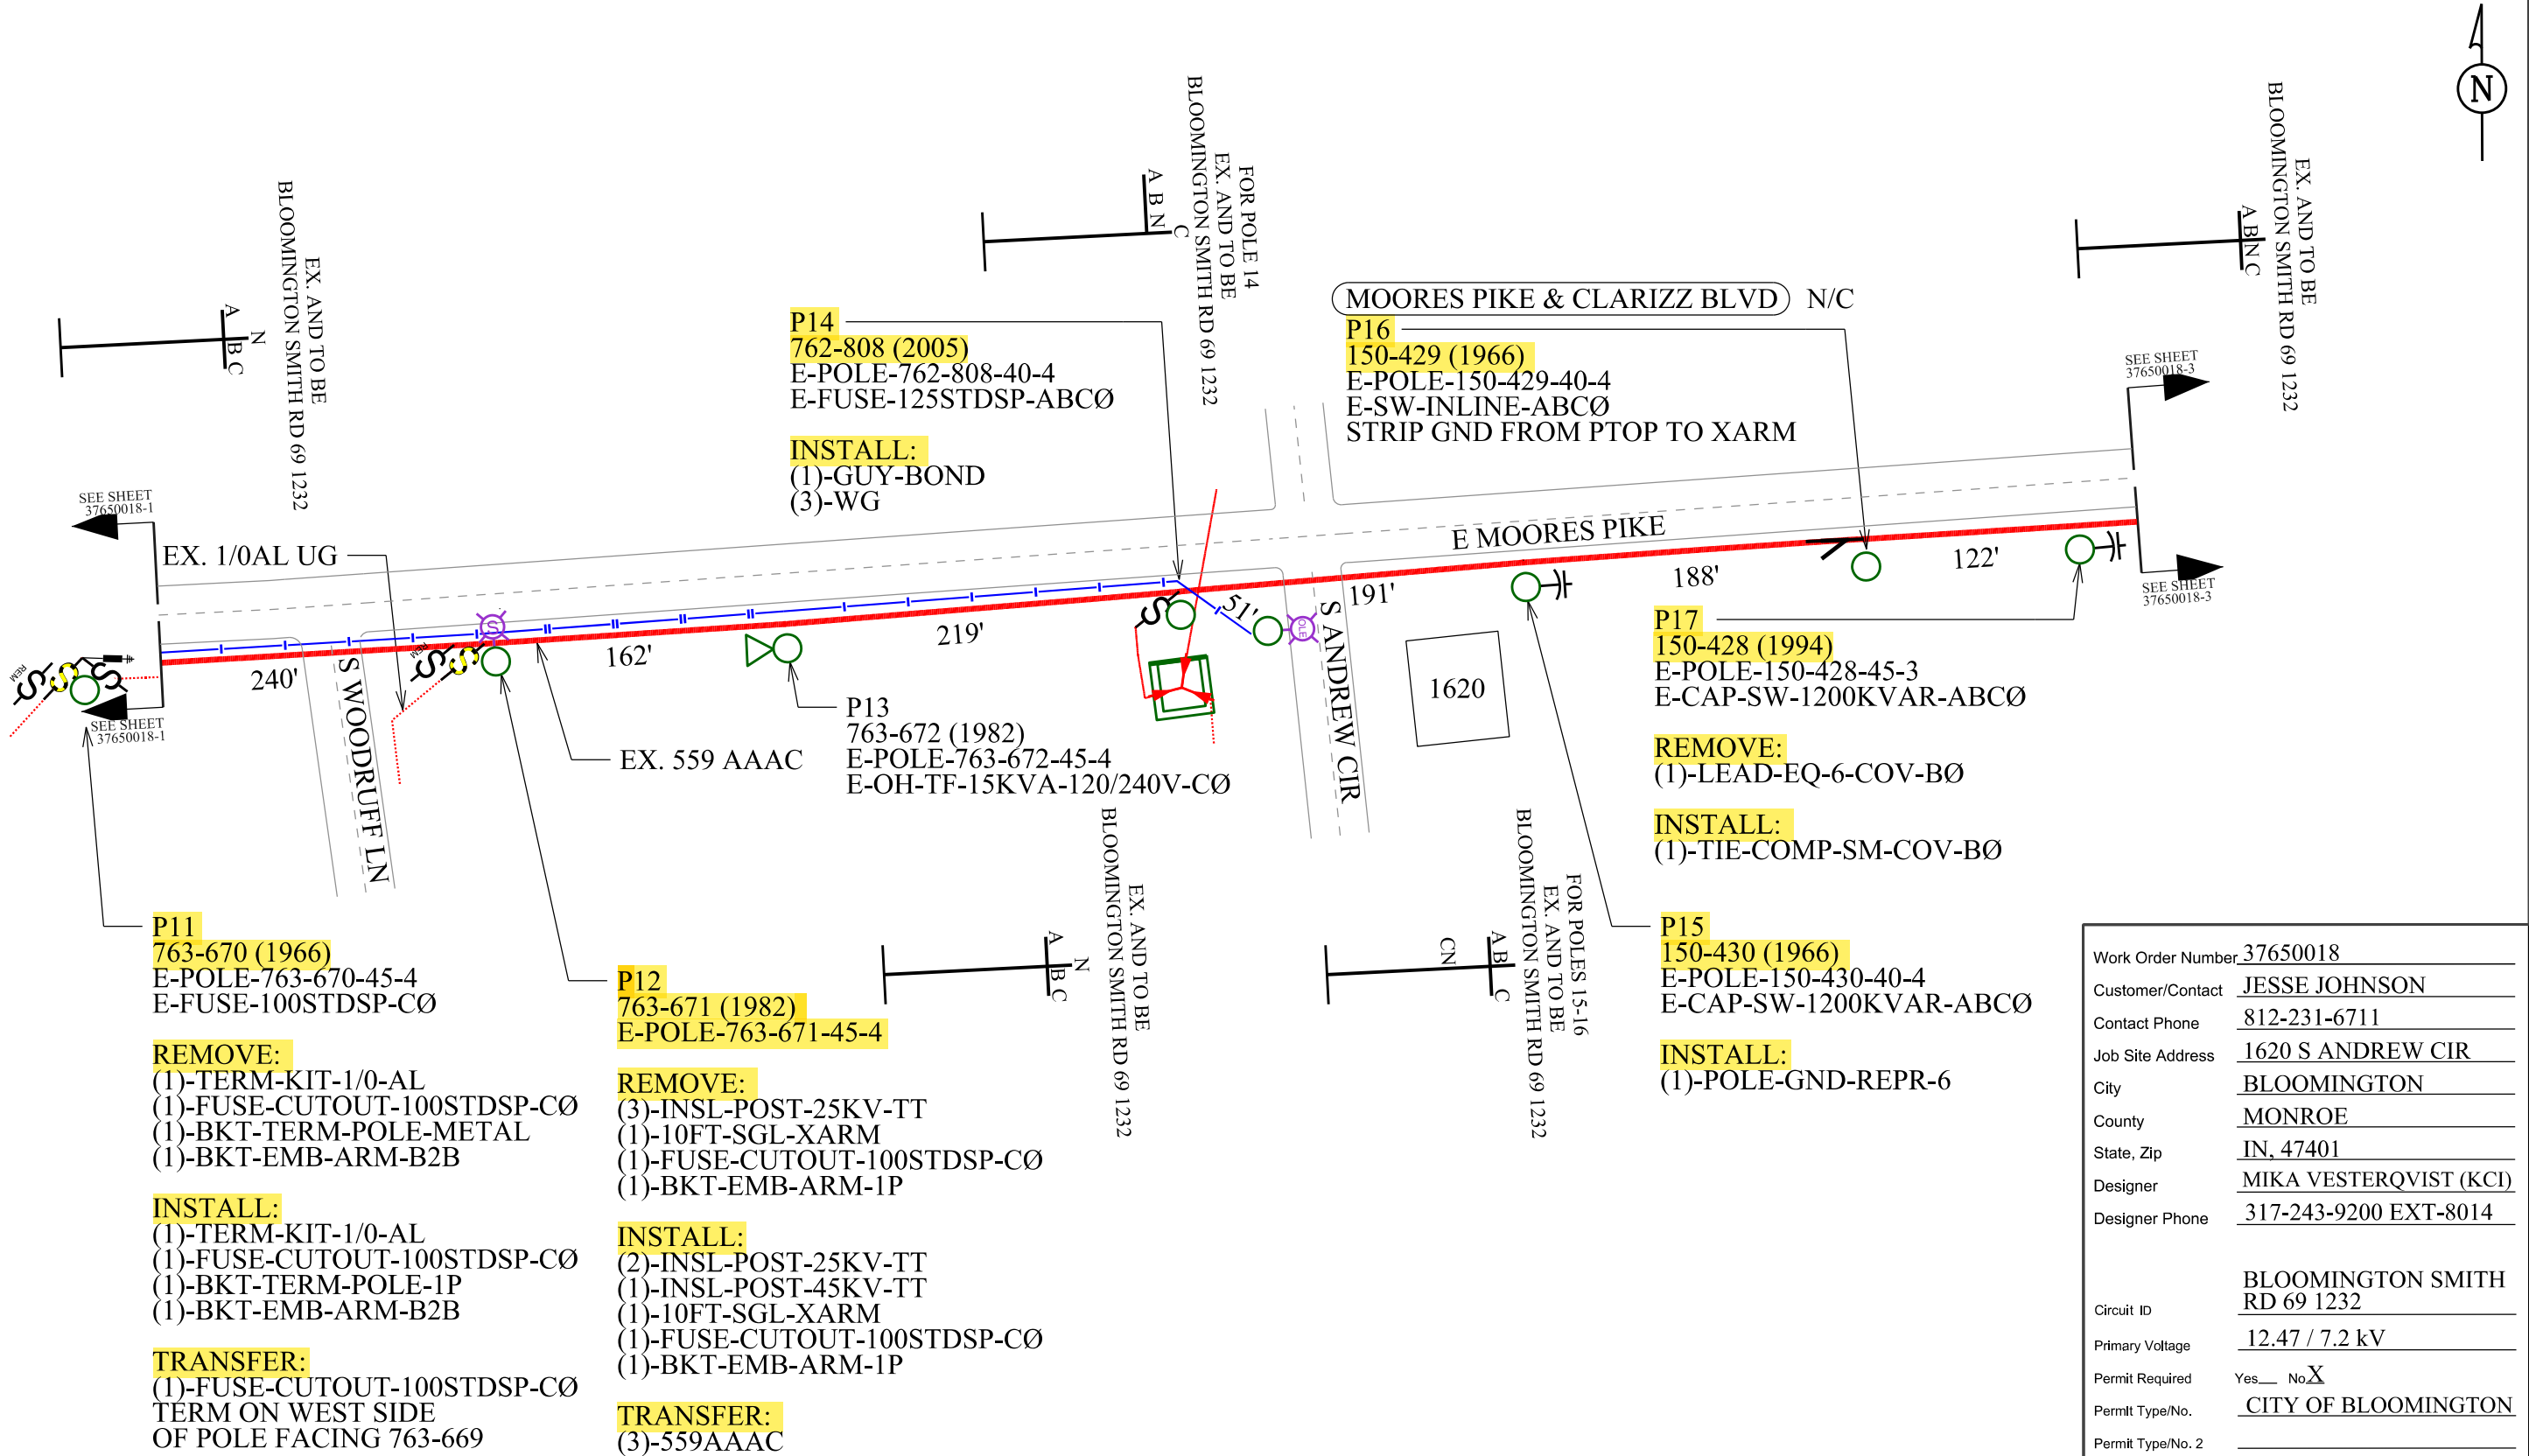 N
EX. AND TO BE
BLOOMINGTON SMITH RD 69 1232
A
N
B C
FOR POLE 14
EX. AND TO BE
BLOOMINGTON SMITH RD 69 1232
A B N
C
EX. AND TO BE
BLOOMINGTON SMITH RD 69 1232
A B N C
P14
762-808 (2005)
E-POLE-762-808-40-4
E-FUSE-125STDSP-ABCØ
INSTALL:
(1)-GUY-BOND
(3)-WG
MOORES PIKE & CLARIZZ BLVD N/C
P16
150-429 (1966)
E-POLE-150-429-40-4
E-SW-INLINE-ABCØ
STRIP GND FROM PTOP TO XARM
SEE SHEET
37650018-3
SEE SHEET
37650018-1
EX. 1/0AL UG
E MOORES PIKE
SEE SHEET
37650018-3
SEE SHEET
37650018-1
REM
S
S
S
240'
REM
S
S
S
162'
219'
S
51'
POLE
191'
188'
122'
S WOODRUFF LN
S ANDREW CIR
1620
EX. 559 AAAC
P13
763-672 (1982)
E-POLE-763-672-45-4
E-OH-TF-15KVA-120/240V-CØ
P17
150-428 (1994)
E-POLE-150-428-45-3
E-CAP-SW-1200KVAR-ABCØ
REMOVE:
(1)-LEAD-EQ-6-COV-BØ
INSTALL:
(1)-TIE-COMP-SM-COV-BØ
P11
763-670 (1966)
E-POLE-763-670-45-4
E-FUSE-100STDSP-CØ
REMOVE:
(1)-TERM-KIT-1/0-AL
(1)-FUSE-CUTOUT-100STDSP-CØ
(1)-BKT-TERM-POLE-METAL
(1)-BKT-EMB-ARM-B2B
INSTALL:
(1)-TERM-KIT-1/0-AL
(1)-FUSE-CUTOUT-100STDSP-CØ
(1)-BKT-TERM-POLE-1P
(1)-BKT-EMB-ARM-B2B
TRANSFER:
(1)-FUSE-CUTOUT-100STDSP-CØ
TERM ON WEST SIDE
OF POLE FACING 763-669
P12
763-671 (1982)
E-POLE-763-671-45-4
REMOVE:
(3)-INSL-POST-25KV-TT
(1)-10FT-SGL-XARM
(1)-FUSE-CUTOUT-100STDSP-CØ
(1)-BKT-EMB-ARM-1P
INSTALL:
(2)-INSL-POST-25KV-TT
(1)-INSL-POST-45KV-TT
(1)-10FT-SGL-XARM
(1)-FUSE-CUTOUT-100STDSP-CØ
(1)-BKT-EMB-ARM-1P
TRANSFER:
(3)-559AAAC
EX. AND TO BE
BLOOMINGTON SMITH RD 69 1232
A
N
B C
FOR POLES 15-16
EX. AND TO BE
BLOOMINGTON SMITH RD 69 1232
A B
C
CN
P15
150-430 (1966)
E-POLE-150-430-40-4
E-CAP-SW-1200KVAR-ABCØ
INSTALL:
(1)-POLE-GND-REPR-6
Work Order Number 37650018
Customer/Contact JESSE JOHNSON
Contact Phone 812-231-6711
Job Site Address 1620 S ANDREW CIR
City BLOOMINGTON
County MONROE
State, Zip IN, 47401
Designer MIKA VESTERQVIST (KCI)
Designer Phone 317-243-9200 EXT-8014
BLOOMINGTON SMITH
Circuit ID RD 69 1232
Primary Voltage 12.47 / 7.2 kV
Permit Required Yes__ No X
Permit Type/No. CITY OF BLOOMINGTON
Permit Type/No. 2